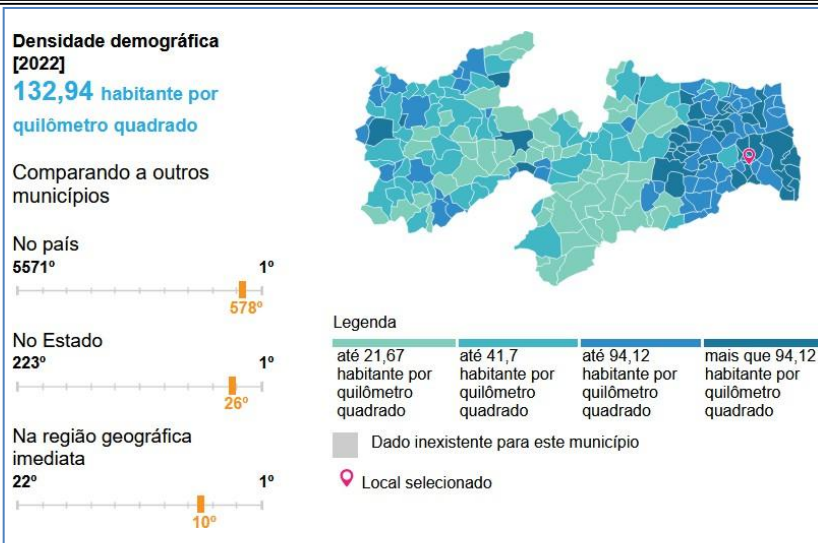 Densidade demográfica
[2022]
132,94 habitante por
quilômetro quadrado
Comparando a outros
municípios
No país
5571º 1º
578º
No Estado
223º 1º
26º
Na região geográfica
imediata
22º 1º
10º
Legenda
até 21,67
habitante por
quilômetro
quadrado
até 41,7
habitante por
quilômetro
quadrado
até 94,12
habitante por
quilômetro
quadrado
mais que 94,12
habitante por
quilômetro
quadrado
Dado inexistente para este município
Local selecionado